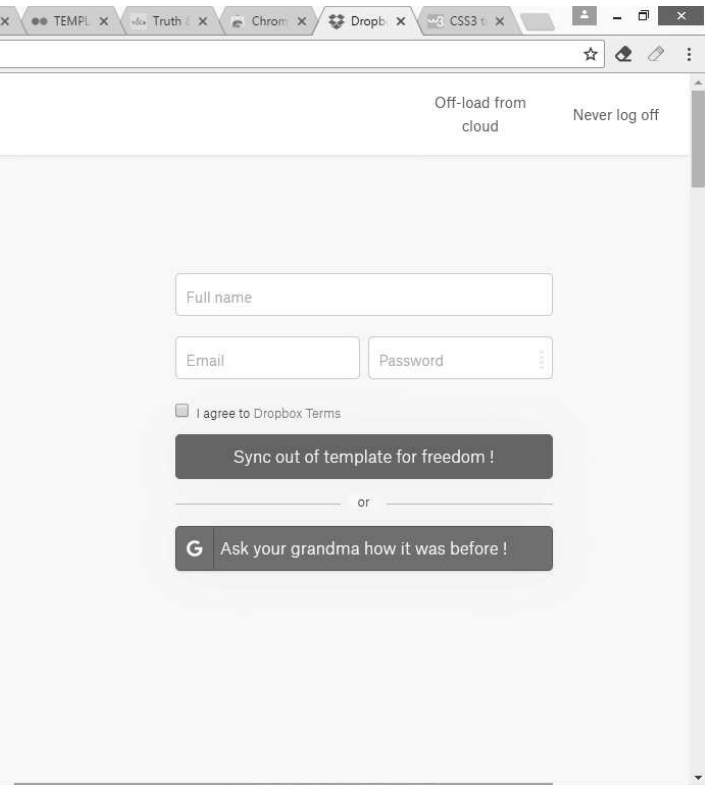 TEMPL Truth & Chrom Dropb CSS3 t
Off-load from
cloud
Never log off
Full name
Email Password
I agree to Dropbox Terms
Sync out of template for freedom !
or
G Ask your grandma how it was before !